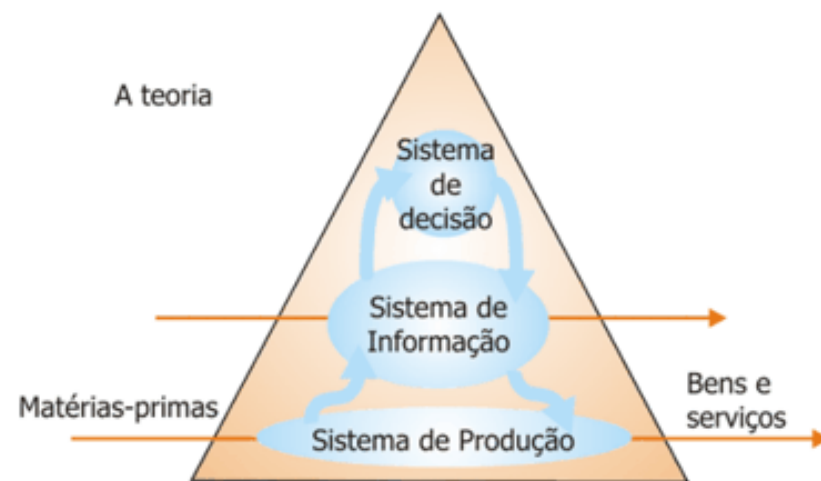 A teoria
Sistema
de
decisão
Sistema de
Informação
Matérias-primas
Bens e
serviços
Sistema de Produção